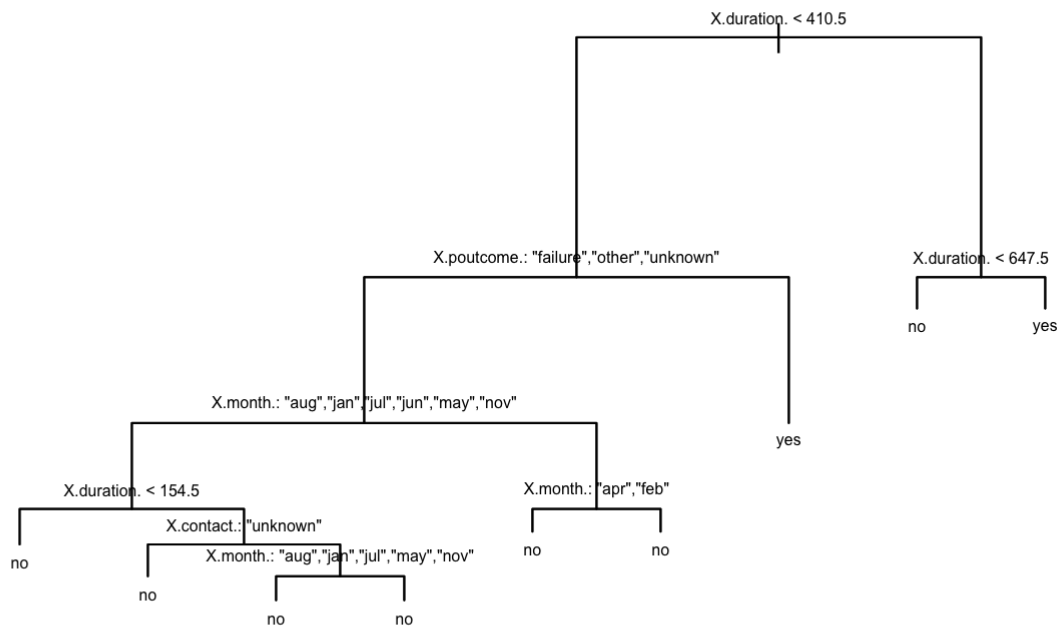 X.duration. < 410.5
X.poutcome.: "failure","other","unknown"
X.duration. < 647.5
no
yes
X.month.: "aug","jan","jul","jun","may","nov"
yes
X.duration. < 154.5
X.month.: "apr","feb"
X.contact.: "unknown"
no
no
no
X.month.: "aug","jan","jul","may","nov"
no
no
no